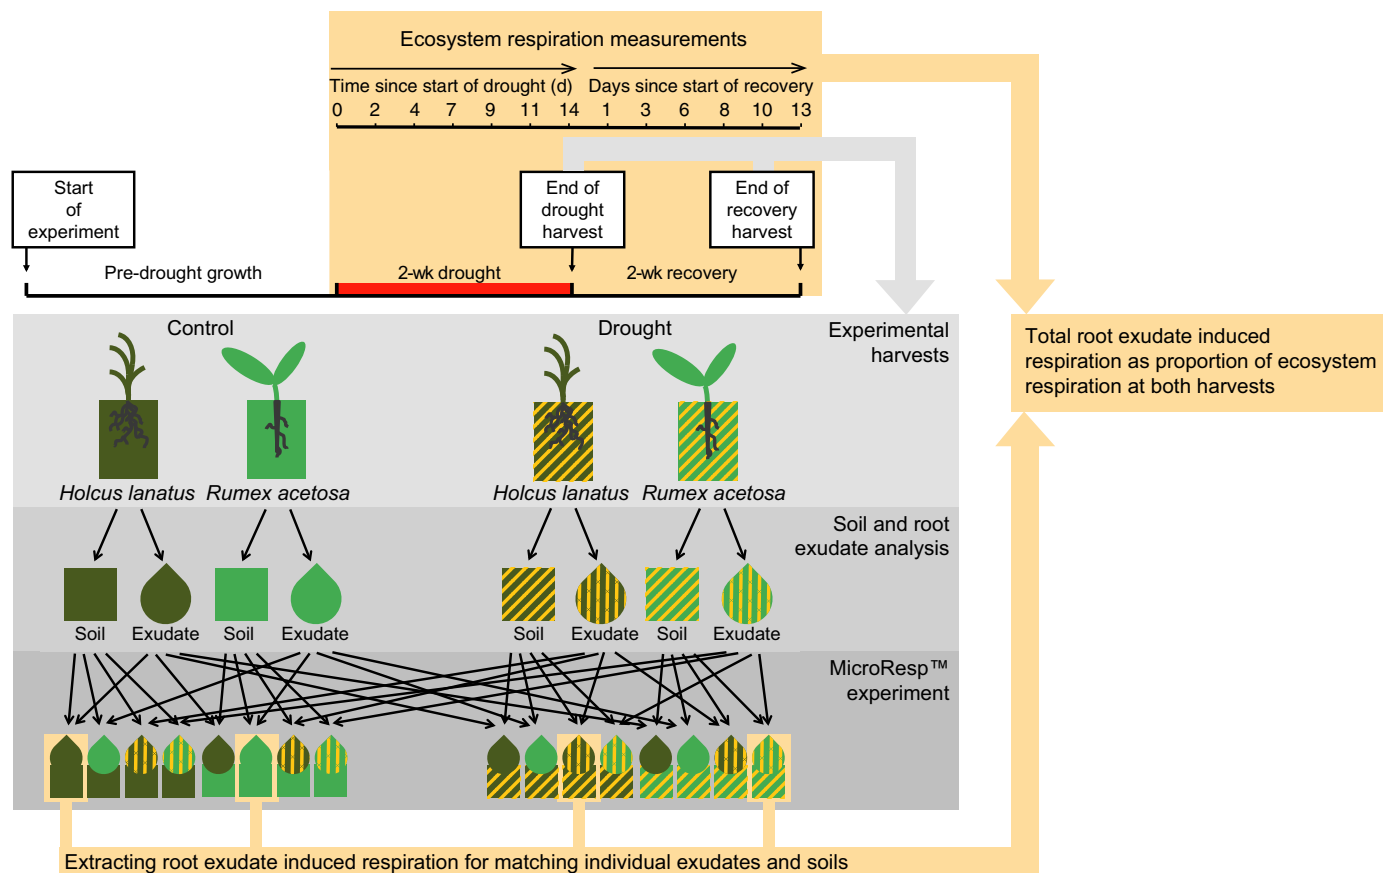 Ecosystem respiration measurements
Time since start of drought (d)
Days since start of recovery
0 2 4 7 9 11 14 1 3 6 8 10 13
Start
of
experiment
End of
drought
harvest
End of
recovery
harvest
Pre-drought growth
2-wk drought
2-wk recovery
Control
Drought
Experimental
harvests
Total root exudate induced
respiration as proportion of ecosystem
respiration at both harvests
Holcus lanatus
Rumex acetosa
Holcus lanatus
Rumex acetosa
Soil and root
exudate analysis
Soil Exudate Soil Exudate
Soil Exudate Soil Exudate
MicroResp™
experiment
Extracting root exudate induced respiration for matching individual exudates and soils